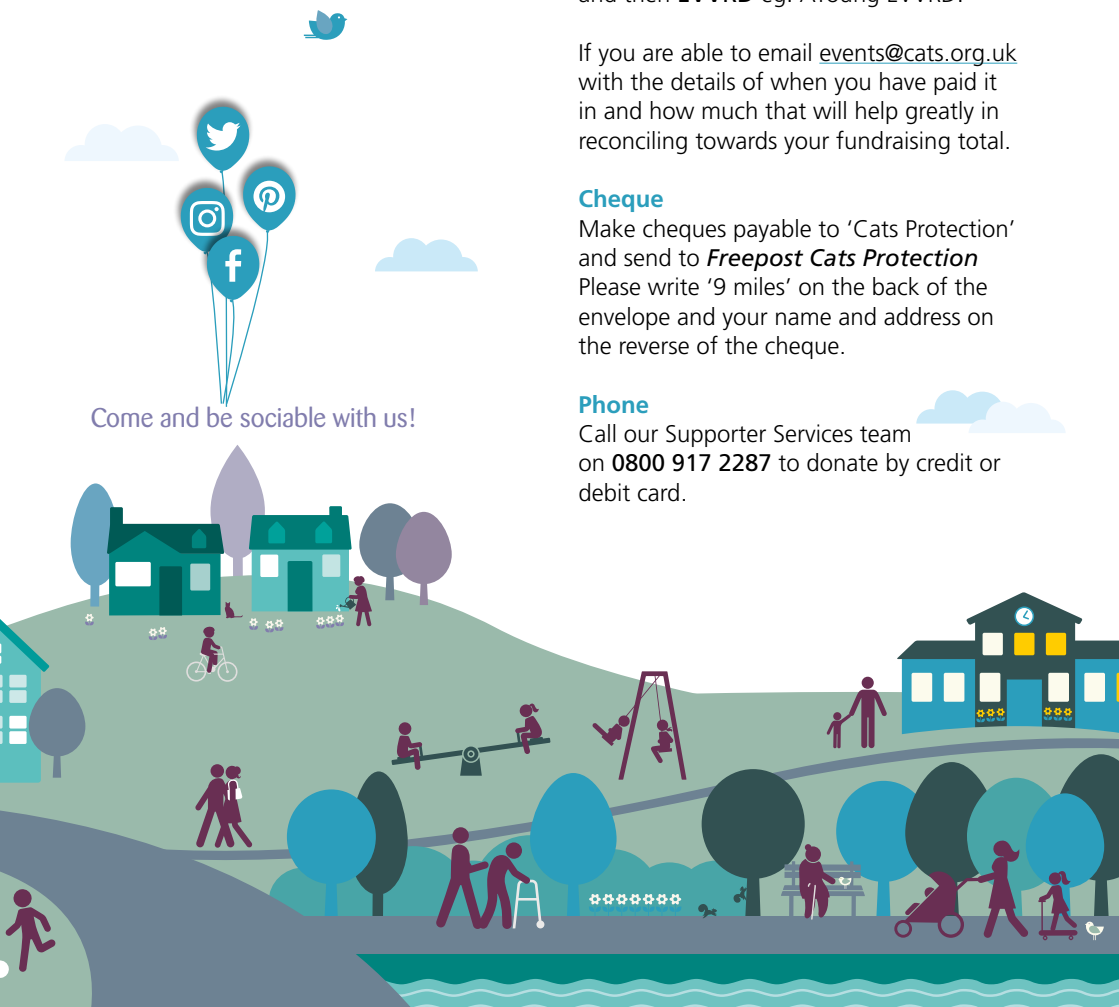 and then
If you are able to email events@cats.org.uk
with the details of when you have paid it
in and how much that will help greatly in
reconciling towards your fundraising total.
Cheque
Make cheques payable to ‘Cats Protection’
and send to Freepost Cats Protection
Please write ‘9 miles’ on the back of the
envelope and your name and address on
the reverse of the cheque.
Phone
Call our Supporter Services team
on 0800 917 2287 to donate by credit or
debit card.
Come and be sociable with us!